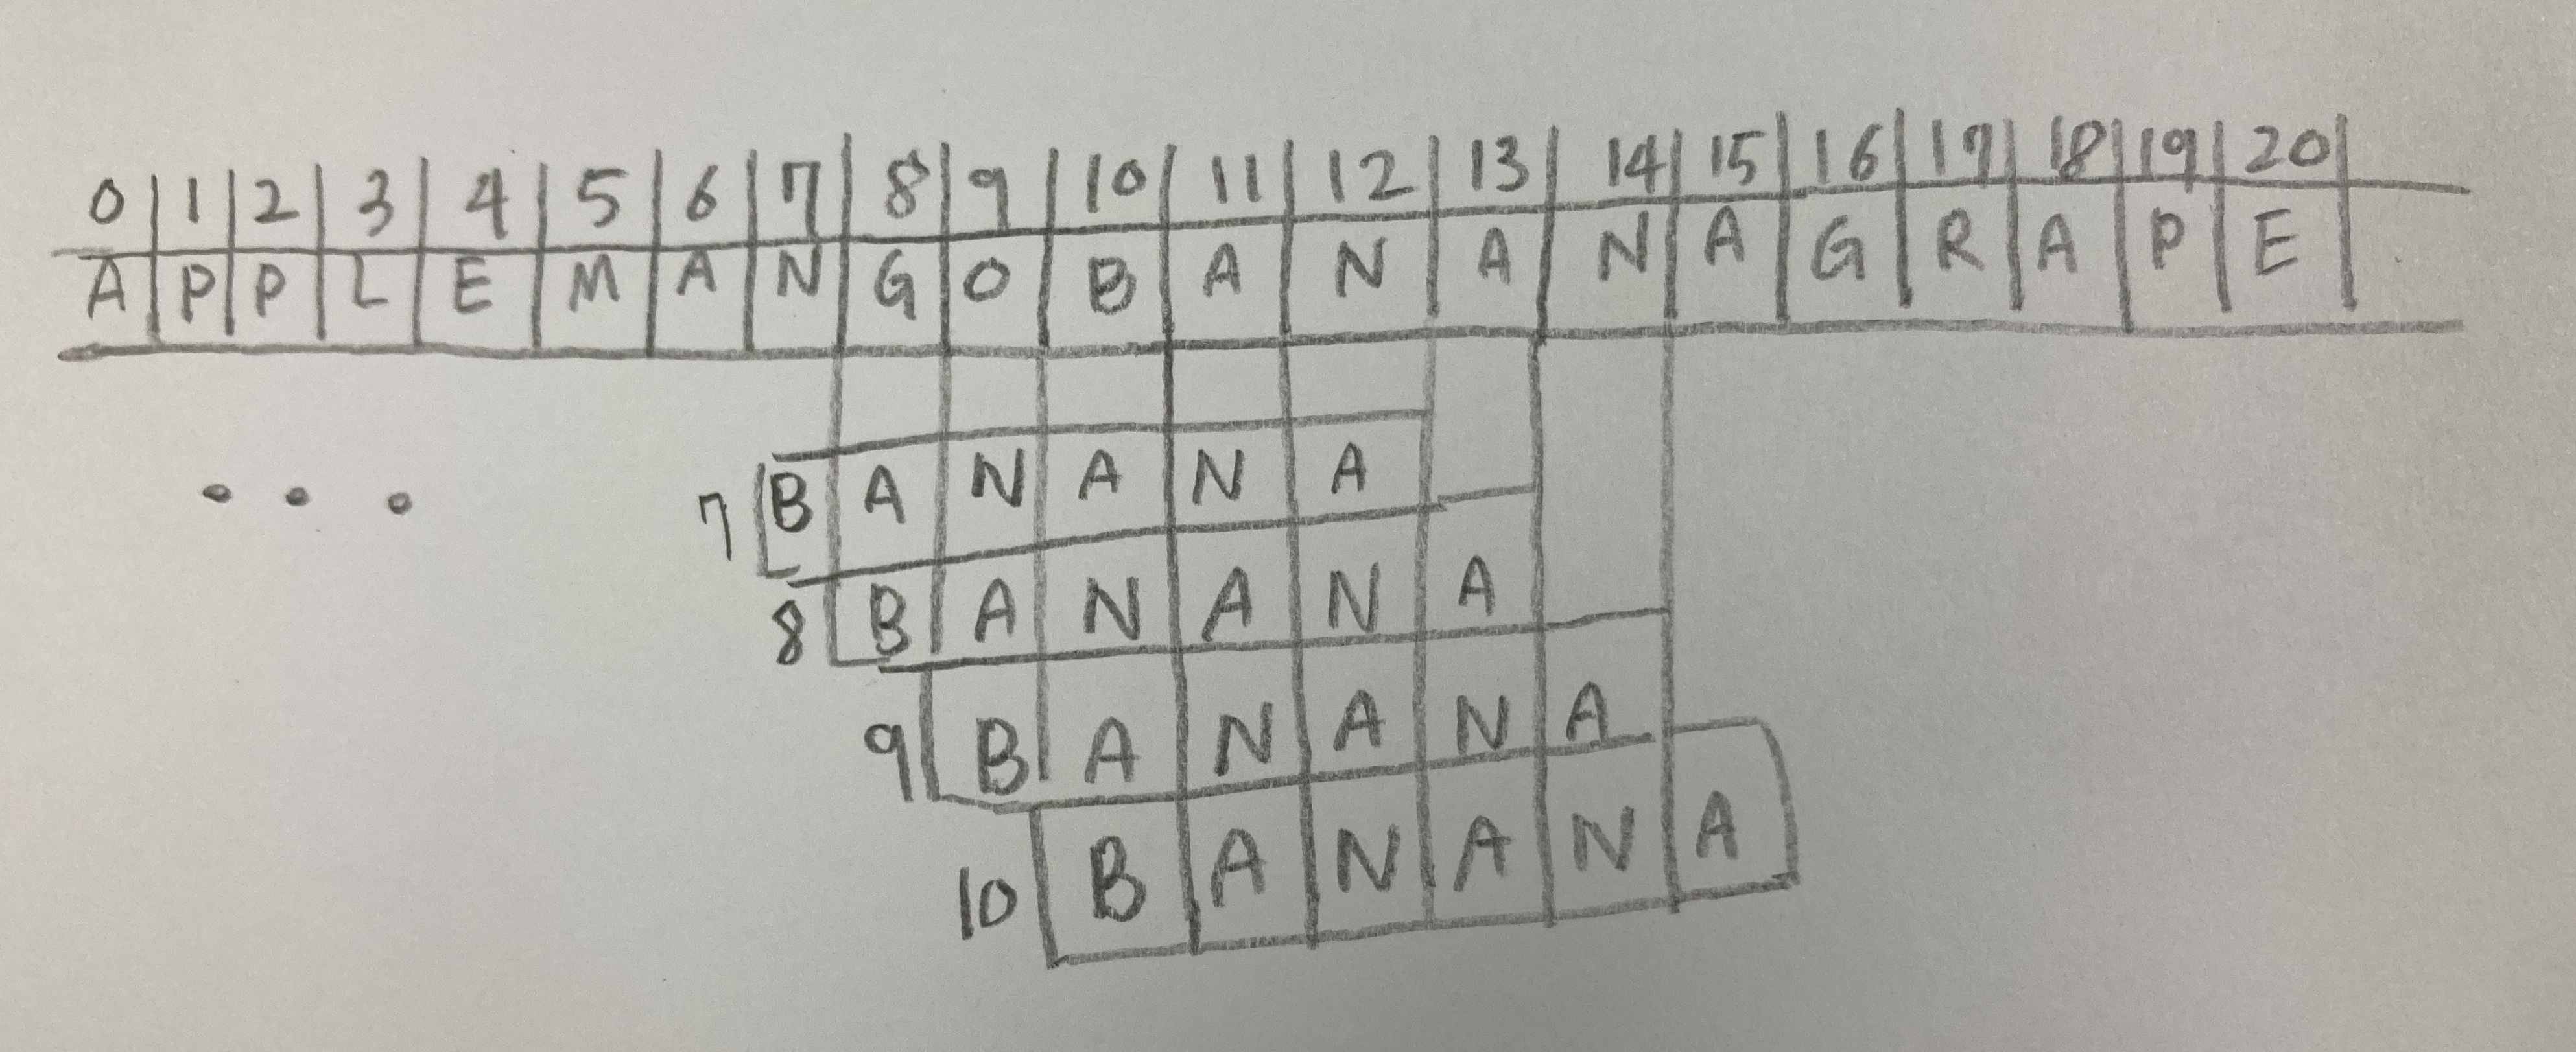 0 1 2 3 4 5 6 7 8 9 10 11 12 13 14 15 16 17 18 19 20
A P P L E M A N G O B A N A N A G R A P E
• • •
7 B A N A N A
8 B A N A N A
9 B A N A N A
10 B A N A N A